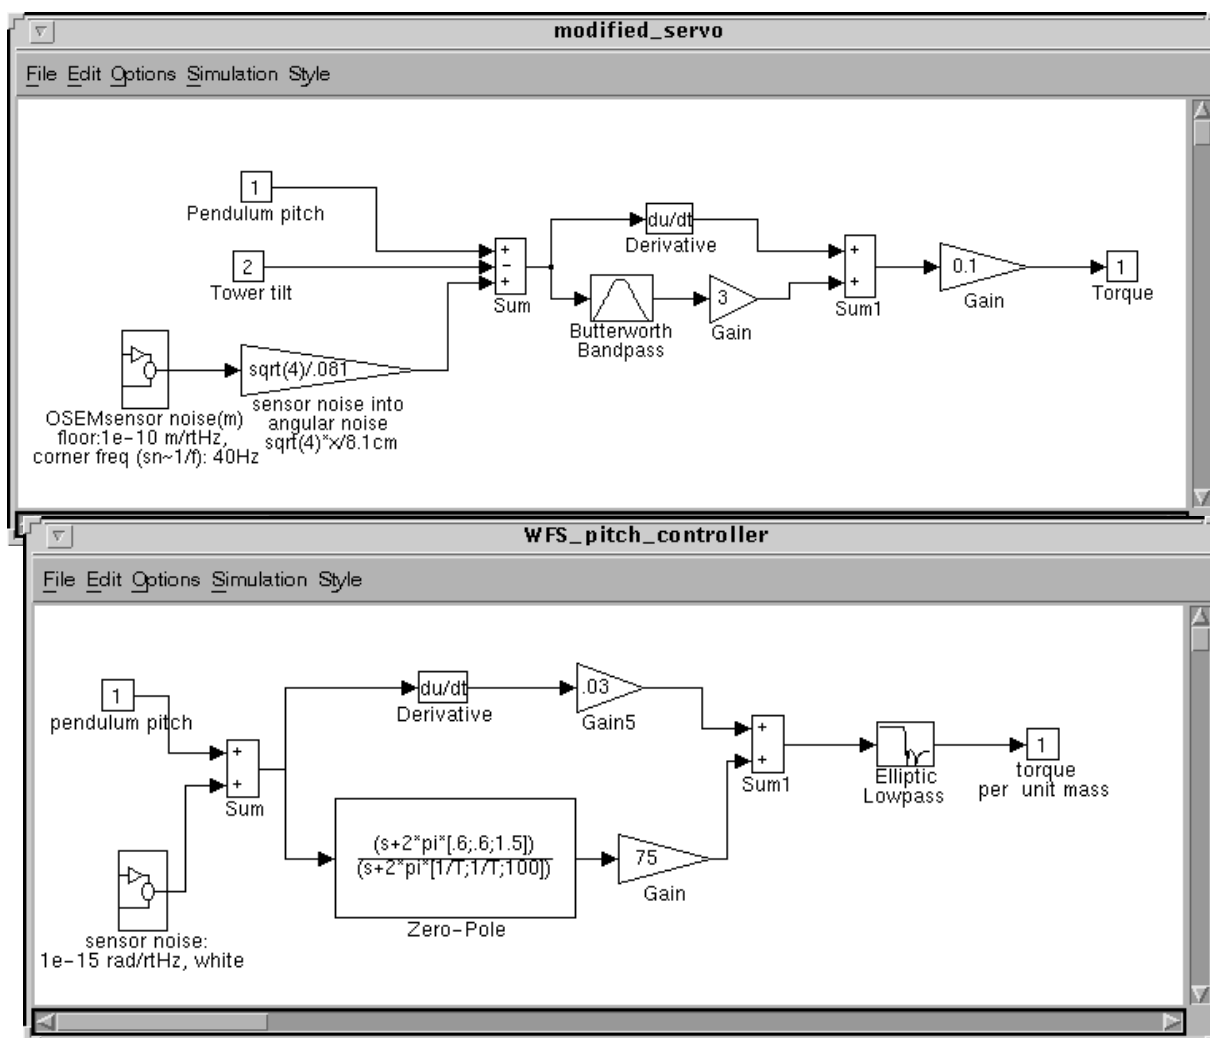 modified_servo
File Edit Options Simulation Style
1
Pendulum pitch
2
Tower tilt
OSEMsensor noise(m)
floor:1e-10 m/rtHz,
corner freq (sn~1/f): 40Hz
sqrt(4)/.081
sensor noise into
angular noise
sqrt(4)*x/8.1cm
+
-
+
Sum
du/dt
Derivative
Butterworth
Bandpass
3
Gain
+
+
Sum1
0.1
Gain
1
Torque
WFS_pitch_controller
File Edit Options Simulation Style
1
pendulum pitch
sensor noise:
1e-15 rad/rtHz, white
+
+
Sum
du/dt
Derivative
.03
Gain5
(s+2*pi*[.6;.6;1.5])
(s+2*pi*[1/T;1/T;100])
Zero-Pole
75
Gain
+
+
Sum1
Elliptic
Lowpass
1
torque
per unit mass